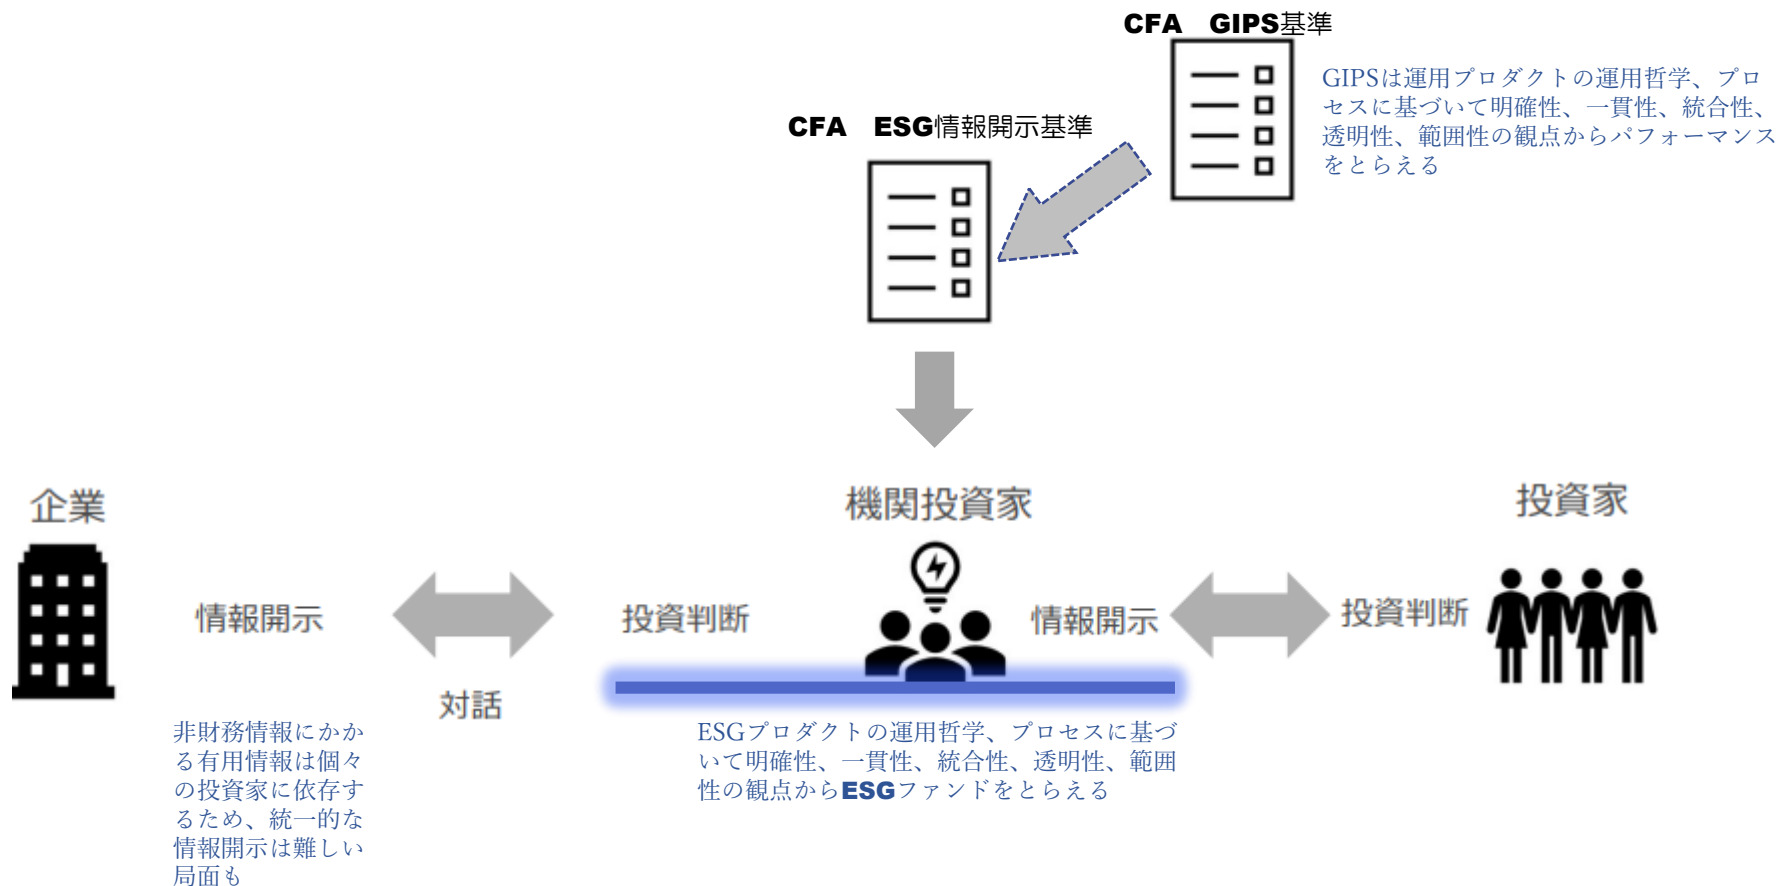 CFA　GIPS基準
GIPSは運用プロダクトの運用哲学、プロ
セスに基づいて明確性、一貫性、統合性、
透明性、範囲性の観点からパフォーマンス
をとらえる
CFA　ESG情報開示基準
企業
機関投資家
投資家
情報開示
投資判断
情報開示
投資判断
対話
非財務情報にかか
る有用情報は個々
の投資家に依存す
るため、統一的な
情報開示は難しい
局面も
ESGプロダクトの運用哲学、プロセスに基づ
いて明確性、一貫性、統合性、透明性、範囲
性の観点からESGファンドをとらえる